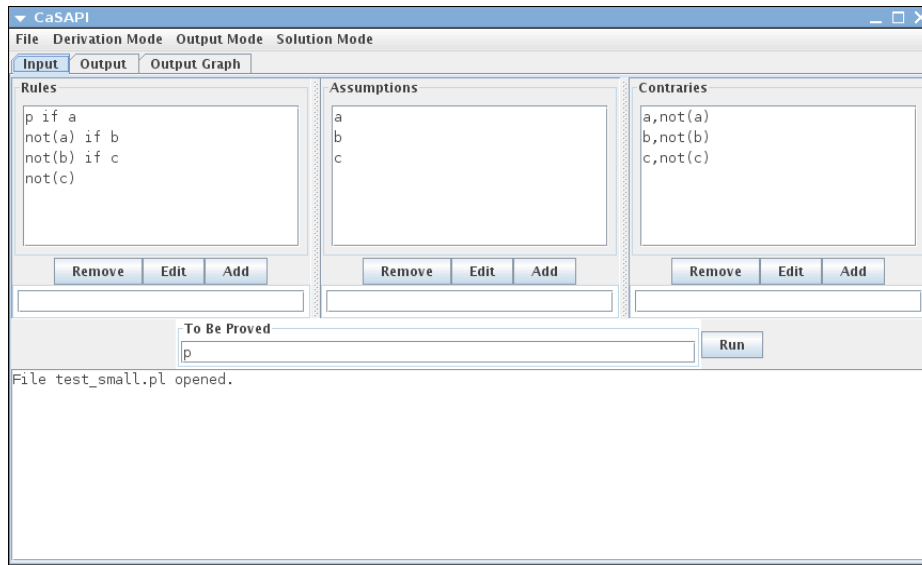 CaSAPI
File Derivation Mode Output Mode Solution Mode
Input Output Output Graph
Rules
p if a
not(a) if b
not(b) if c
not(c)
Remove Edit Add
Assumptions
a
b
c
Remove Edit Add
Contraries
a,not(a)
b,not(b)
c,not(c)
Remove Edit Add
To Be Proved
p
Run
File test_small.pl opened.